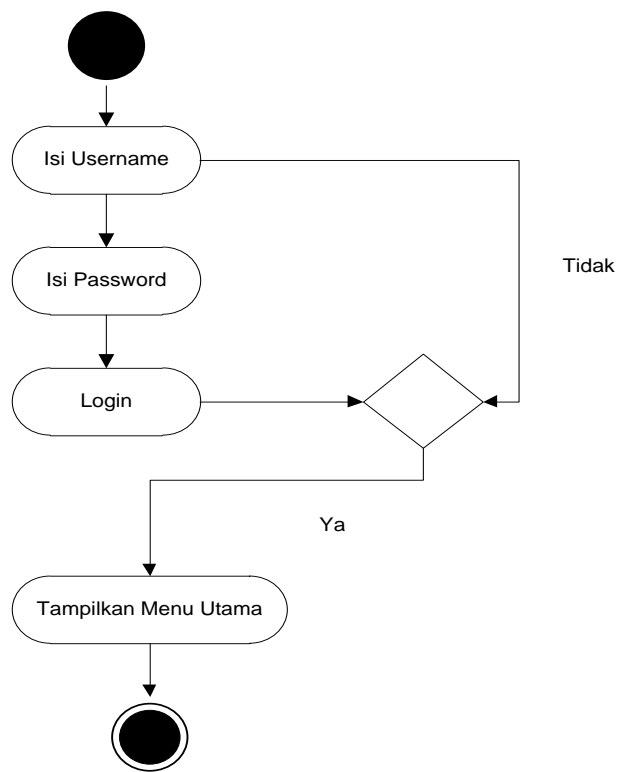 Isi Username
Isi Password
Tidak
Login
Ya
Tampilkan Menu Utama